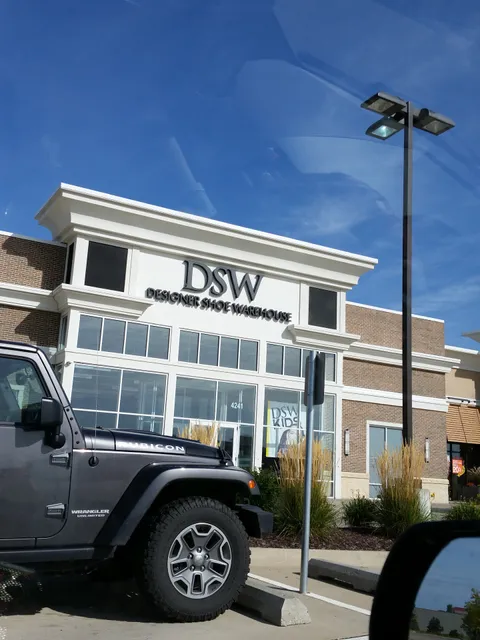 DSW
DESIGNER SHOE WAREHOUSE
4241
DSW
KIDS
RUBICON
WRANGLER
UNLIMITED